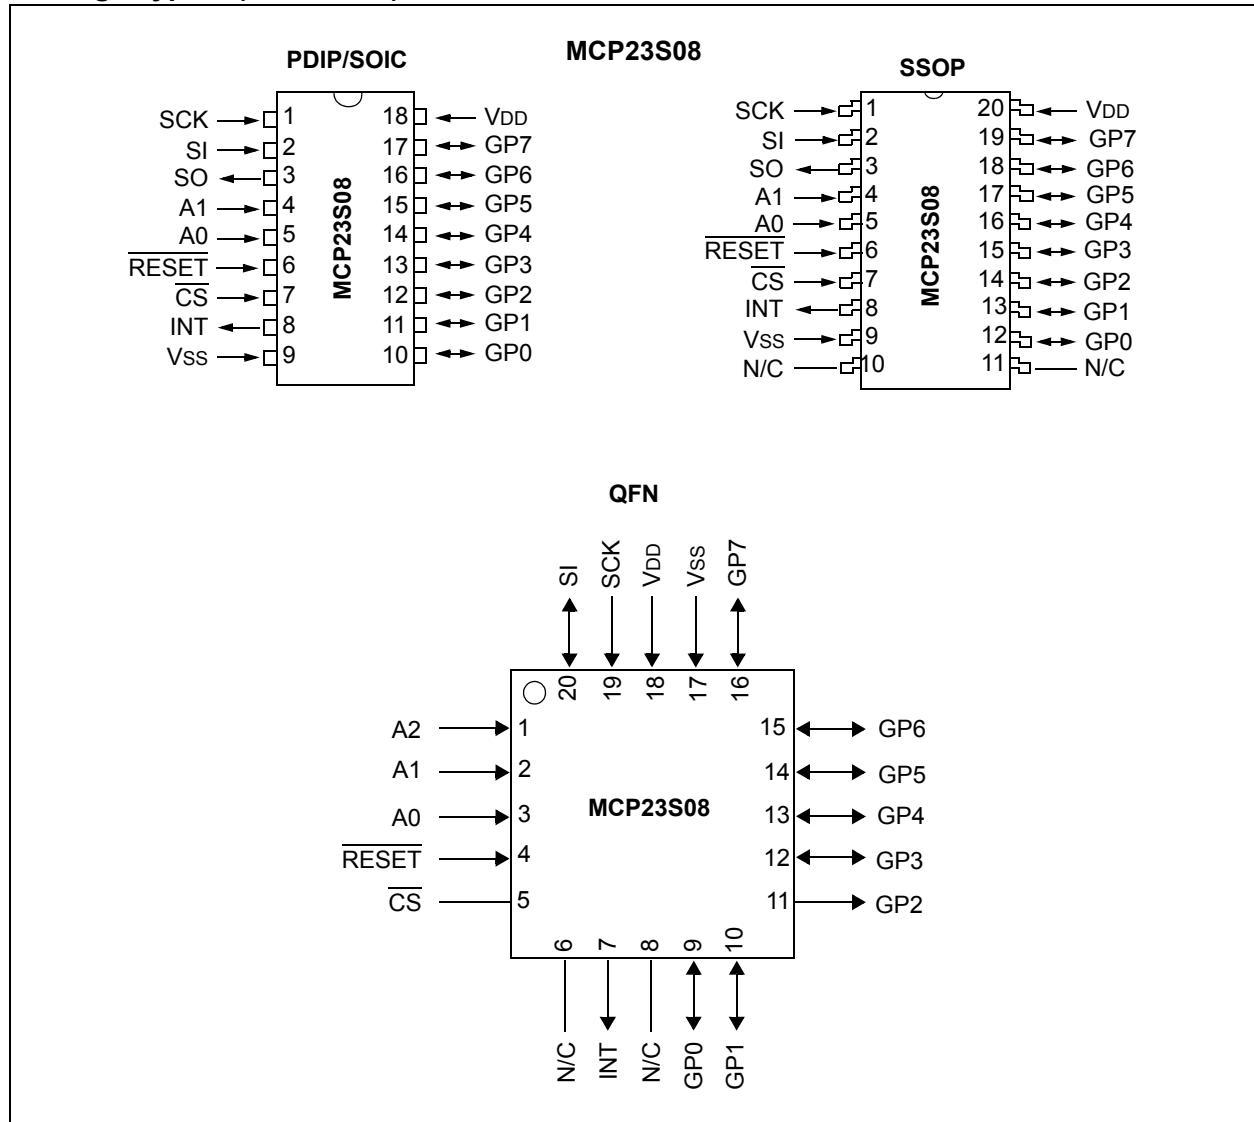 MCP23S08
PDIP/SOIC
SCK 1 18 VDD
SI 2 17 GP7
SO 3 16 GP6
A1 4 15 GP5
A0 5 14 GP4
RESET 6 13 GP3
CS 7 12 GP2
INT 8 11 GP1
VSS 9 10 GP0
MCP23S08
SSOP
SCK 1 20 VDD
SI 2 19 GP7
SO 3 18 GP6
A1 4 17 GP5
A0 5 16 GP4
RESET 6 15 GP3
CS 7 14 GP2
INT 8 13 GP1
VSS 9 12 GP0
N/C 10 11 N/C
MCP23S08
QFN
SI SCK VDD VSS GP7
20 19 18 17 16
A2 1 15 GP6
A1 2 14 GP5
A0 3 13 GP4
MCP23S08
RESET 4 12 GP3
CS 5 11 GP2
6 7 8 9 10
N/C INT N/C GP0 GP1